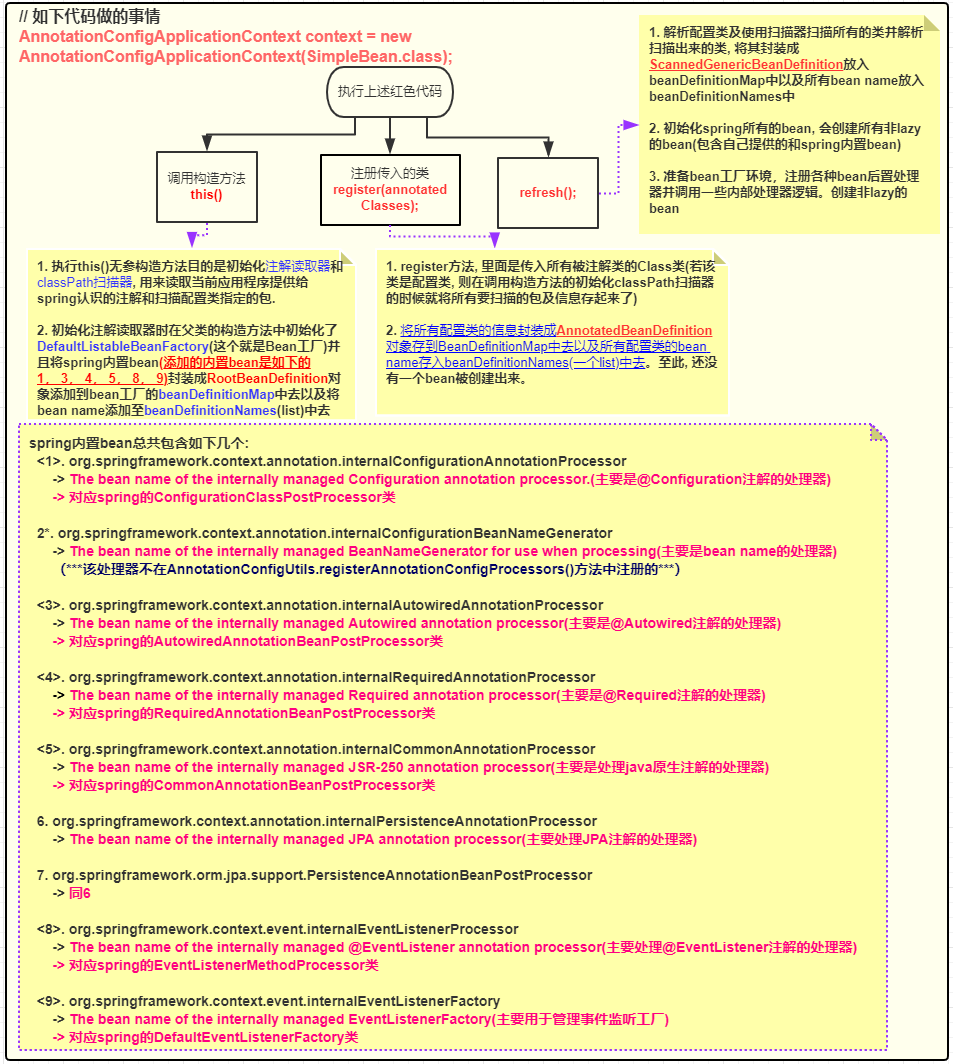 // 如下代码做的事情
AnnotationConfigApplicationContext context = new
AnnotationConfigApplicationContext(SimpleBean.class);
执行上述红色代码
调用构造方法
this()
注册传入的类
register(annotated
Classes);
refresh();
1. 解析配置类及使用扫描器扫描所有的类并解析
扫描出来的类, 将其封装成
ScannedGenericBeanDefinition放入
beanDefinitionMap中以及所有bean name放入
beanDefinitionNames中
2. 初始化spring所有的bean, 会创建所有非lazy
的bean(包含自己提供的和spring内置bean)
3. 准备bean工厂环境，注册各种bean后置处理
器并调用一些内部处理器逻辑。创建非lazy的
bean
1. 执行this()无参构造方法目的是初始化注解读取器和
classPath扫描器, 用来读取当前应用程序提供给
spring认识的注解和扫描配置类指定的包.
2. 初始化注解读取器时在父类的构造方法中初始化了
DefaultListableBeanFactory(这个就是Bean工厂)并
且将spring内置bean(添加的内置bean是如下的
1，3，4，5，8，9)封装成RootBeanDefinition对
象添加到bean工厂的beanDefinitionMap中去以及将
bean name添加至beanDefinitionNames(list)中去
1. register方法, 里面是传入所有被注解类的Class类(若该
类是配置类, 则在调用构造方法的初始化classPath扫描器
的时候就将所有要扫描的包及信息存起来了)
2. 将所有配置类的信息封装成AnnotatedBeanDefinition
对象存到BeanDefinitionMap中去以及所有配置类的bean
name存入beanDefinitionNames(一个list)中去。至此, 还没
有一个bean被创建出来。
spring内置bean总共包含如下几个:
<1>. org.springframework.context.annotation.internalConfigurationAnnotationProcessor
-> The bean name of the internally managed Configuration annotation processor.(主要是@Configuration注解的处理器)
-> 对应spring的ConfigurationClassPostProcessor类
2*. org.springframework.context.annotation.internalConfigurationBeanNameGenerator
-> The bean name of the internally managed BeanNameGenerator for use when processing(主要是bean name的处理器)
（***该处理器不在AnnotationConfigUtils.registerAnnotationConfigProcessors()方法中注册的***）
<3>. org.springframework.context.annotation.internalAutowiredAnnotationProcessor
-> The bean name of the internally managed Autowired annotation processor(主要是@Autowired注解的处理器)
-> 对应spring的AutowiredAnnotationBeanPostProcessor类
<4>. org.springframework.context.annotation.internalRequiredAnnotationProcessor
-> The bean name of the internally managed Required annotation processor(主要是@Required注解的处理器)
-> 对应spring的RequiredAnnotationBeanPostProcessor类
<5>. org.springframework.context.annotation.internalCommonAnnotationProcessor
-> The bean name of the internally managed JSR-250 annotation processor(主要是处理java原生注解的处理器)
-> 对应spring的CommonAnnotationBeanPostProcessor类
6. org.springframework.context.annotation.internalPersistenceAnnotationProcessor
-> The bean name of the internally managed JPA annotation processor(主要处理JPA注解的处理器)
7. org.springframework.orm.jpa.support.PersistenceAnnotationBeanPostProcessor
-> 同6
<8>. org.springframework.context.event.internalEventListenerProcessor
-> The bean name of the internally managed @EventListener annotation processor(主要处理@EventListener注解的处理器)
-> 对应spring的EventListenerMethodProcessor类
<9>. org.springframework.context.event.internalEventListenerFactory
-> The bean name of the internally managed EventListenerFactory(主要用于管理事件监听工厂)
-> 对应spring的DefaultEventListenerFactory类